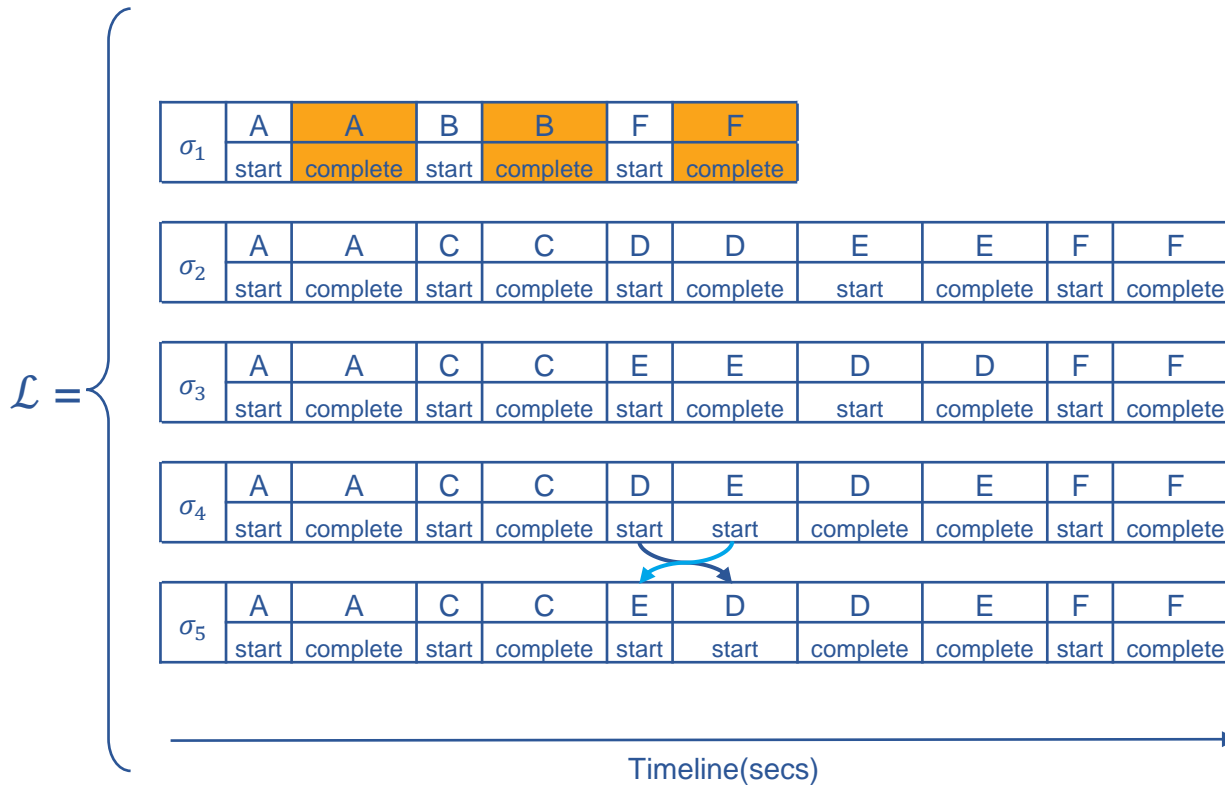 A A B B F F
σ1
start complete start complete start complete
A A C C D D E E F F
σ2
start complete start complete start complete start complete start complete
A A C C E E D D F F
σ3
start complete start complete start complete start complete start complete
ℒ =
A A C C D E D E F F
σ4
start complete start complete start start complete complete start complete
A A C C E D D E F F
σ5
start complete start complete start start complete complete start complete
Timeline(secs)